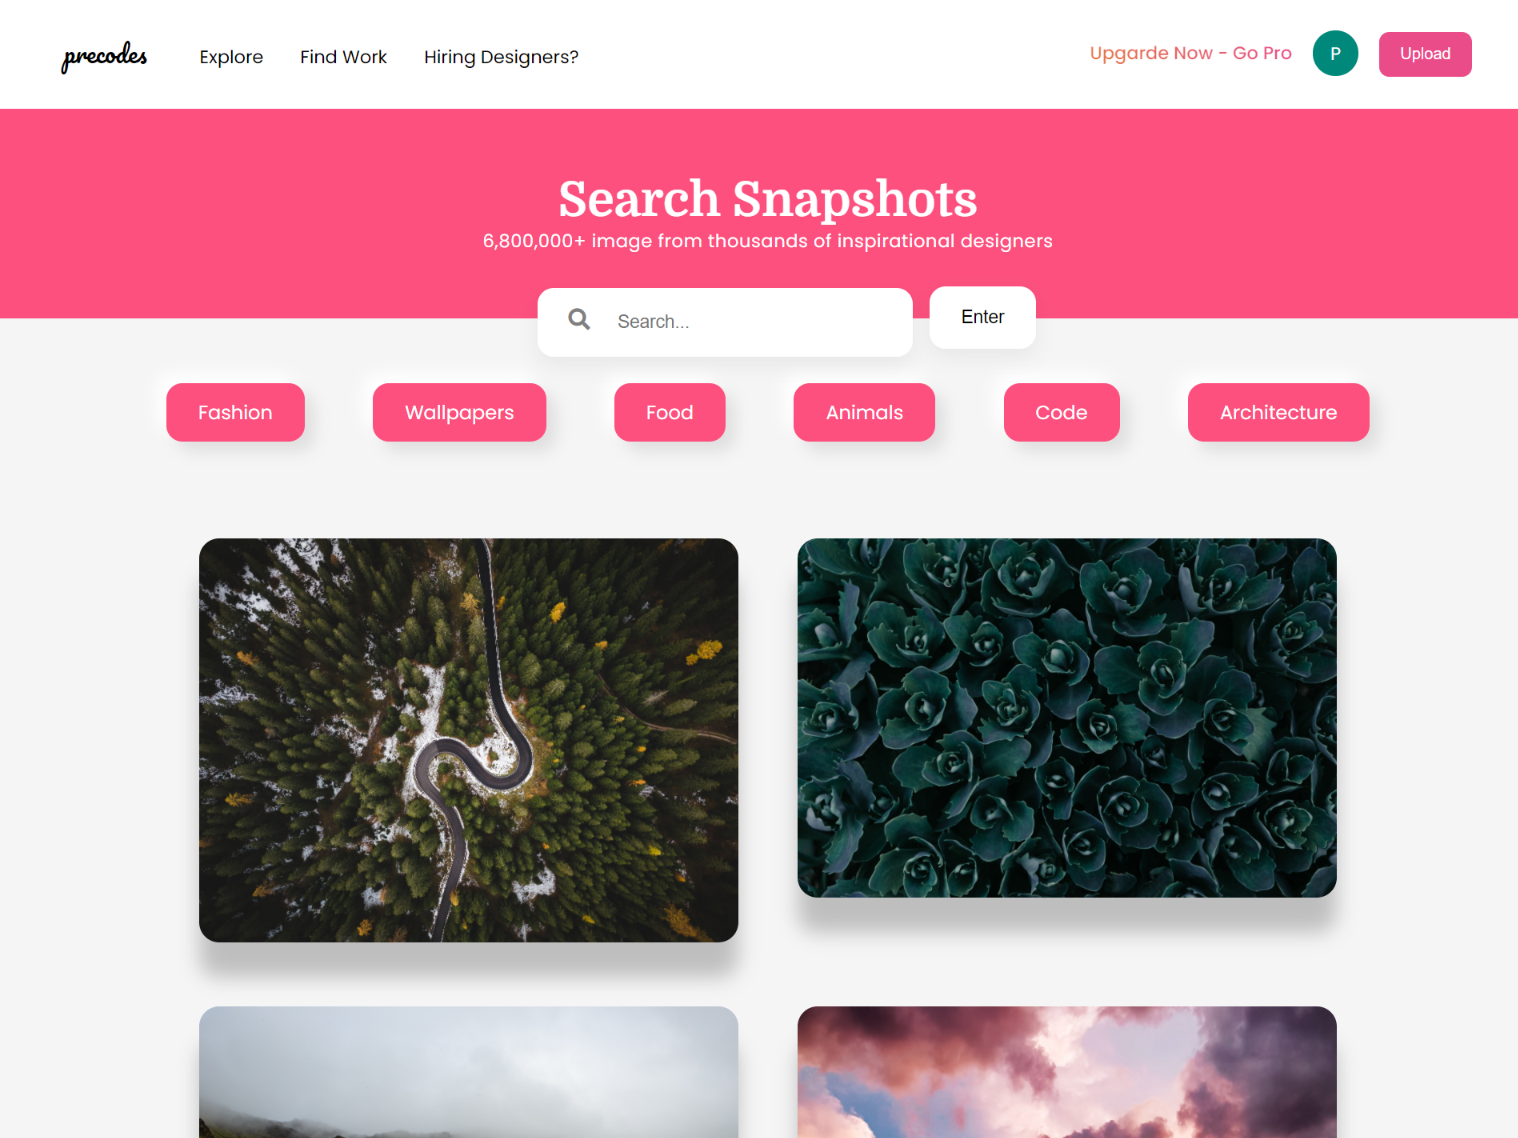 precodes
Explore
Find Work
Hiring Designers?
Upgarde Now - Go Pro
P
Upload
Search Snapshots
6,800,000+ image from thousands of inspirational designers
Search...
Enter
Fashion
Wallpapers
Food
Animals
Code
Architecture